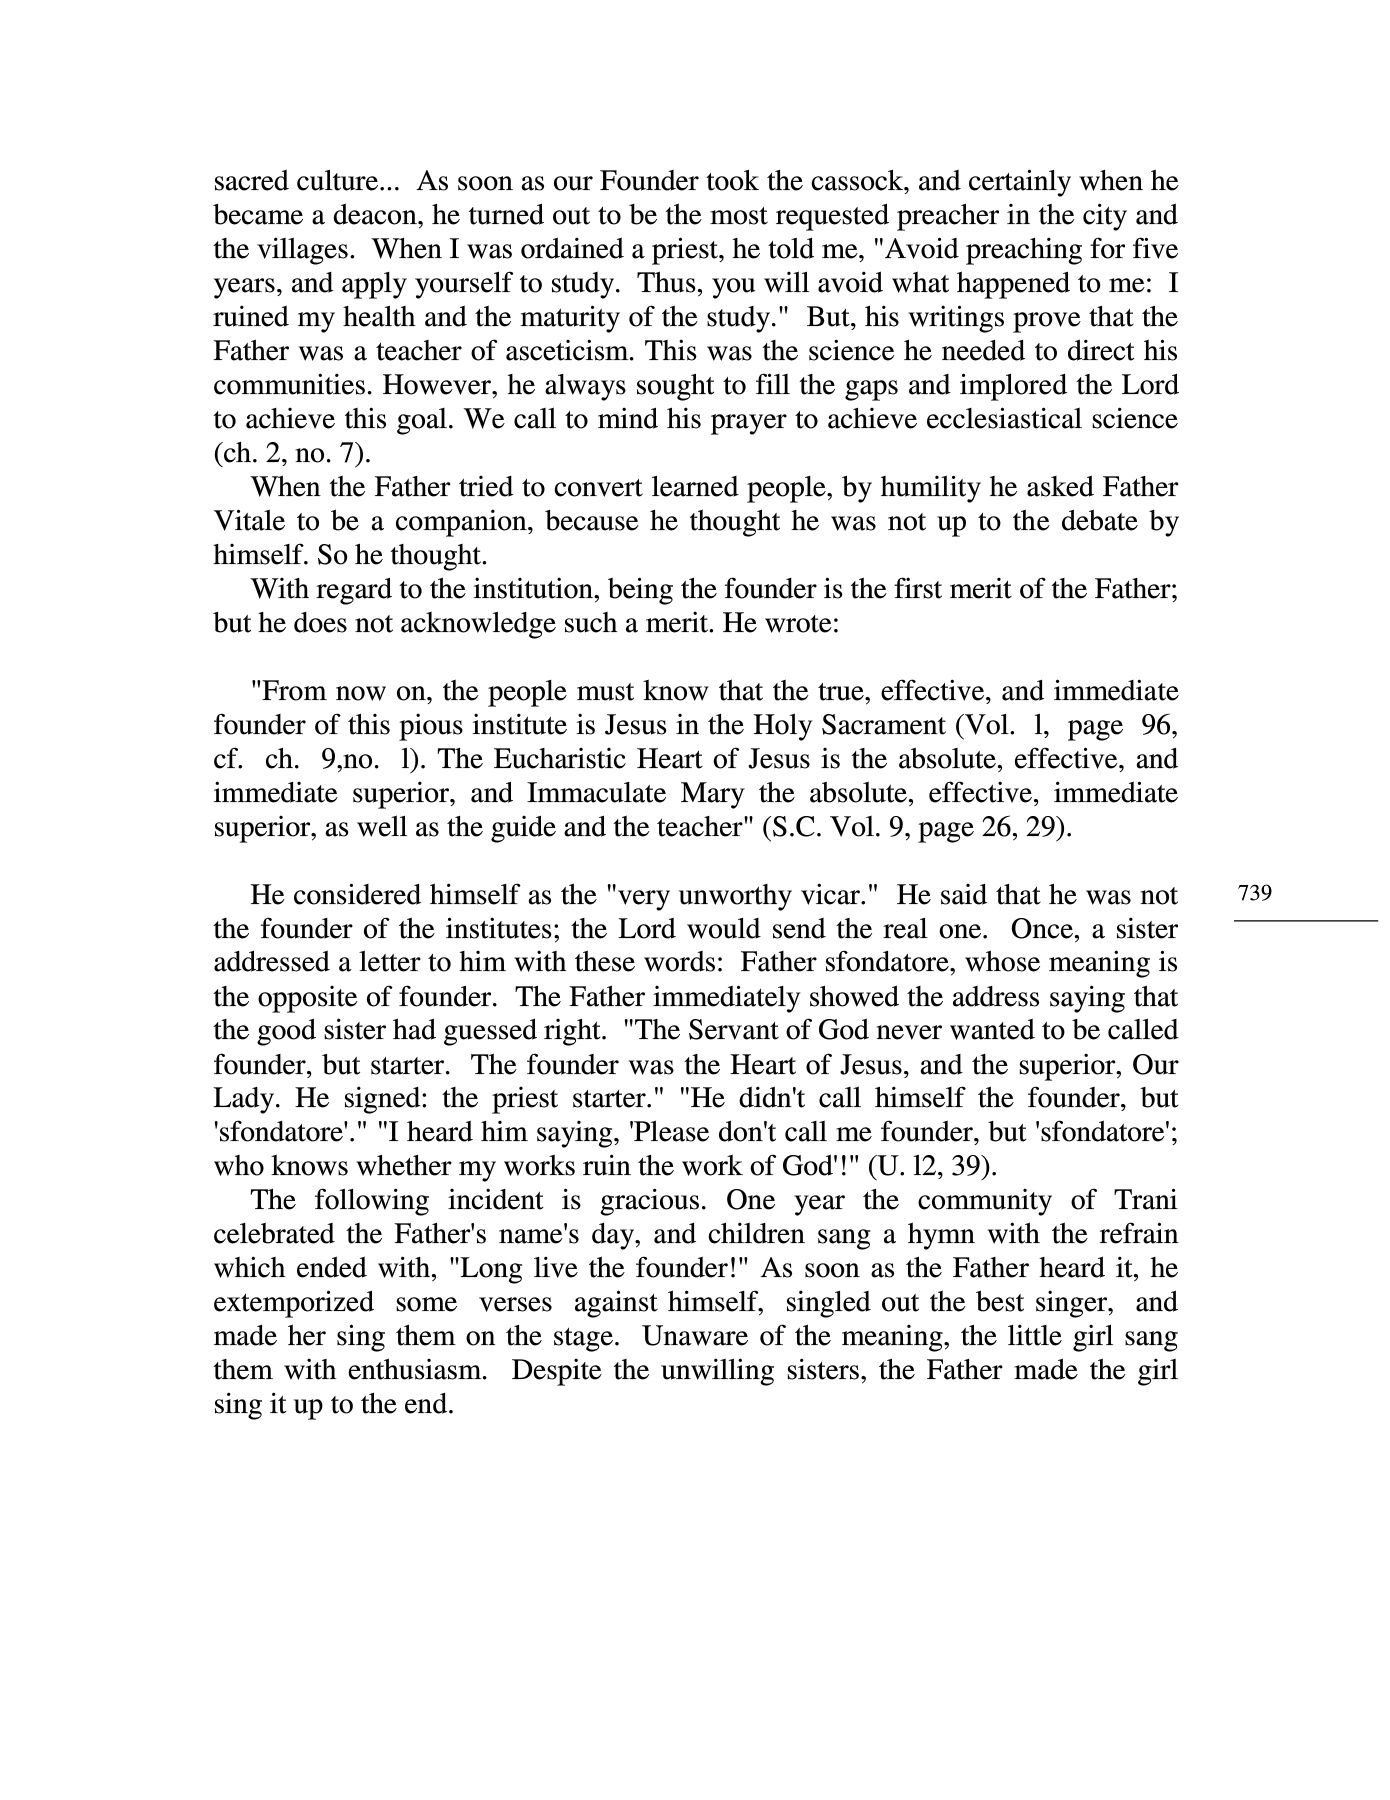 sacred culture...  As soon as our Founder took the cassock, and certainly when he
became a deacon, he turned out to be the most requested preacher in the city and
the villages.  When I was ordained a priest, he told me, "Avoid preaching for five
years, and apply yourself to study.  Thus, you will avoid what happened to me:  I
ruined my health and the maturity of the study."  But, his writings prove that the
Father was a teacher of asceticism. This was the science he needed to direct his
communities. However, he always sought to fill the gaps and implored the Lord
to achieve this goal. We call to mind his prayer to achieve ecclesiastical science
(ch. 2, no. 7).
When the Father tried to convert learned people, by humility he asked Father
Vitale to be a companion, because he thought he was not up to the debate by
himself. So he thought.
With regard to the institution, being the founder is the first merit of the Father;
but he does not acknowledge such a merit. He wrote:
"From now on, the people must know that the true, effective, and immediate
founder of this pious institute is Jesus in the Holy Sacrament (Vol.  l,  page  96,
cf.  ch.  9,no.  l). The Eucharistic Heart of Jesus is the absolute, effective, and
immediate superior, and Immaculate Mary the absolute, effective, immediate
superior, as well as the guide and the teacher" (S.C. Vol. 9, page 26, 29).
He considered himself as the "very unworthy vicar."  He said that he was not
739
the founder of the institutes; the Lord would send the real one.  Once, a sister
addressed a letter to him with these words:  Father sfondatore, whose meaning is
the opposite of founder.  The Father immediately showed the address saying that
the good sister had guessed right.  "The Servant of God never wanted to be called
founder, but starter.  The founder was the Heart of Jesus, and the superior, Our
Lady. He signed: the priest starter." "He didn't call himself the founder, but
'sfondatore'." "I heard him saying, 'Please don't call me founder, but 'sfondatore';
who knows whether my works ruin the work of God'!" (U. l2, 39).
The following incident is gracious. One year the community of Trani
celebrated the Father's name's day, and children sang a hymn with the refrain
which ended with, "Long live the founder!" As soon as the Father heard it, he
extemporized  some  verses  against himself,  singled out the best singer,  and
made her sing them on the stage.  Unaware of the meaning, the little girl sang
them with enthusiasm.  Despite the unwilling sisters, the Father made the girl
sing it up to the end.